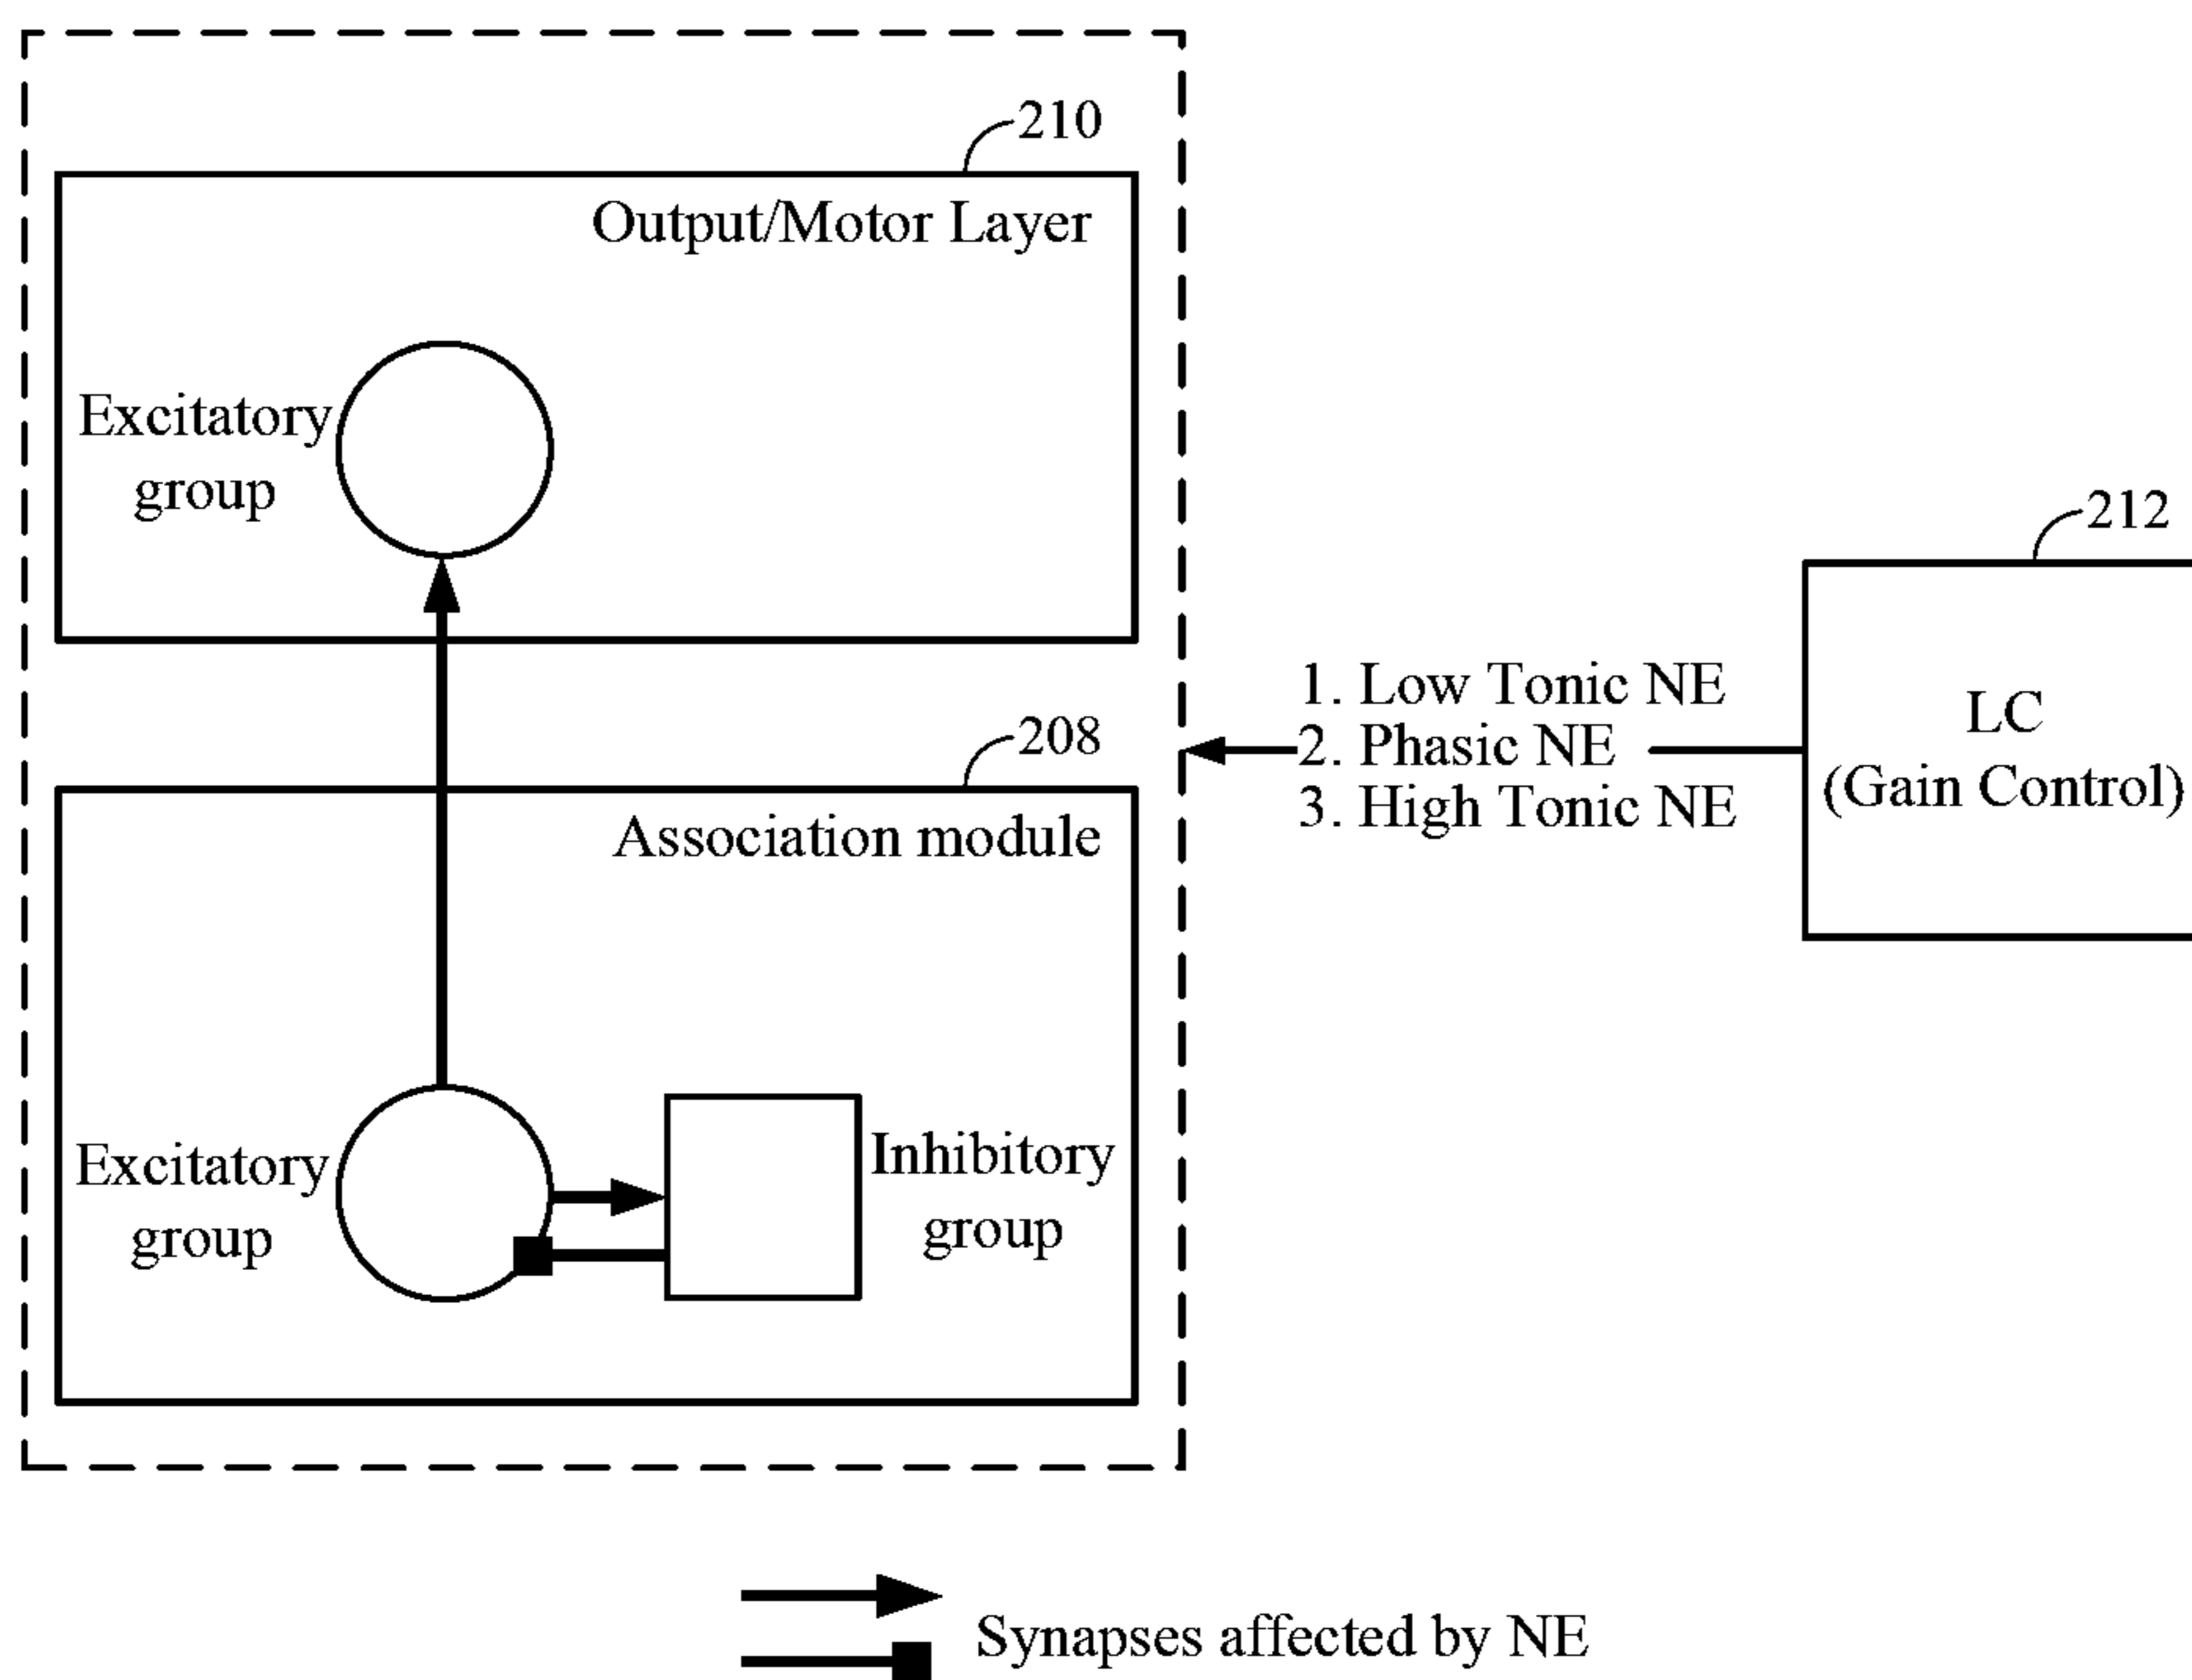 210
Output/Motor Layer
Excitatory
group
212
1. Low Tonic NE
2. Phasic NE
3. High Tonic NE
LC
(Gain Control)
208
Association module
Excitatory
group
Inhibitory
group
Synapses affected by NE